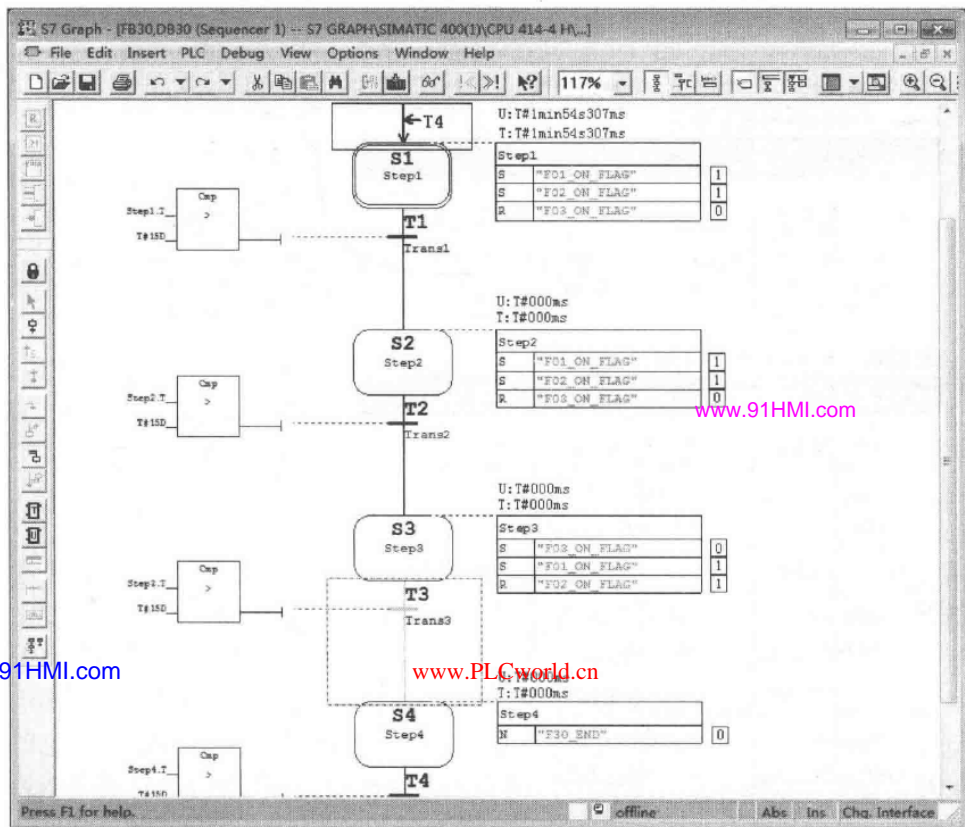 S7 Graph - [FB30,DB30 (Sequencer 1) -- S7 GRAPH\SIMATIC 400(1)\CPU 414-4 H\...]
File Edit Insert PLC Debug View Options Window Help
117%
T4
U:T#1min54s307ms
T:T#1min54s307ms
S1
Step1
Step1
S "F01_ON_FLAG" 1
S "F02_ON_FLAG" 1
R "F03_ON_FLAG" 0
Cmp
>
Step1.T
T#15D
T1
Trans1
U:T#000ms
T:T#000ms
S2
Step2
Step2
S "F01_ON_FLAG" 1
S "F02_ON_FLAG" 1
R "F03_ON_FLAG" 0
www.91HMI.com
Cmp
>
Step2.T
T#15D
T2
Trans2
U:T#000ms
T:T#000ms
S3
Step3
Step3
S "F03_ON_FLAG" 0
S "F01_ON_FLAG" 1
R "F02_ON_FLAG" 1
Cmp
>
T#15D
T3
Trans3
91HMI.com
www.PLCworld.cn
T:T#000ms
S4
Step4
Step4
N "F30_END" 0
Cmp
>
Step4.T
T#15D
T4
Press F1 for help.
offline
Abs Ins Chg. Interface